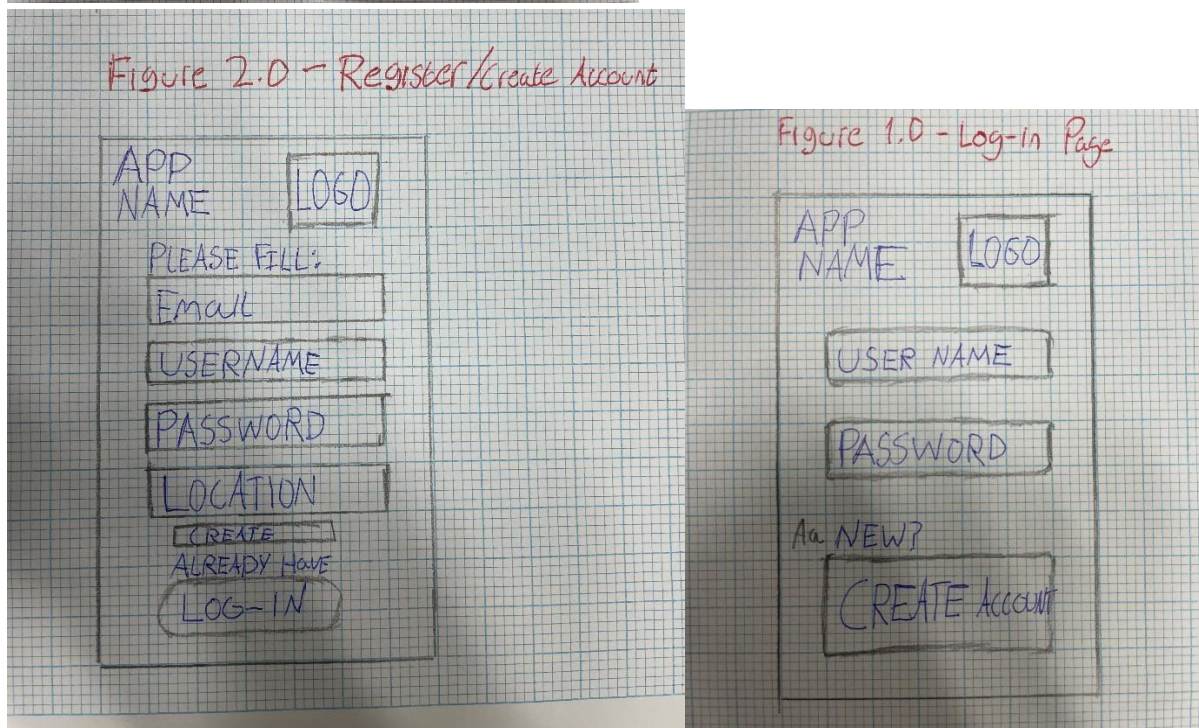 Figure 2.0 - Register/Create Account
APP
NAME
LOGO
PLEASE FILL:
Email
USERNAME
PASSWORD
LOCATION
CREATE
ALREADY HAVE
LOG-IN
Figure 1.0 - Log-in Page
APP
NAME
LOGO
USER NAME
PASSWORD
Aa NEW?
CREATE Account